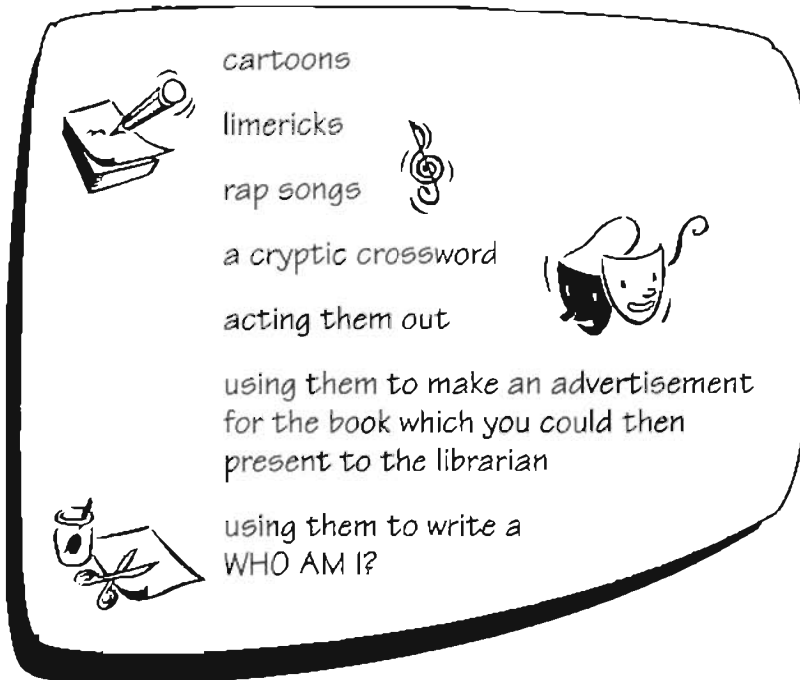 cartoons
limericks
rap songs
a cryptic crossword
acting them out
using them to make an advertisement
for the book which you could then
present to the librarian
using them to write a
WHO AM I?